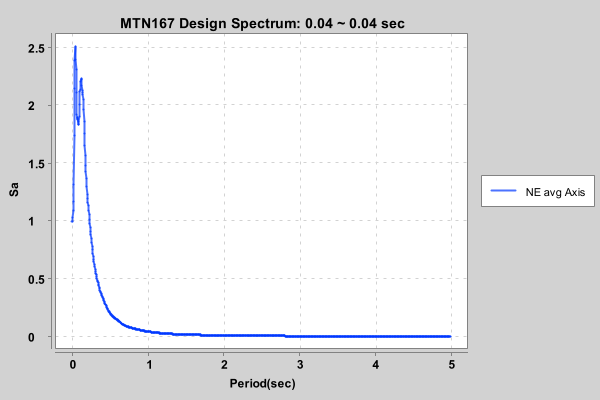 MTN167 Design Spectrum: 0.04 ~ 0.04 sec
2.5
2
1.5
1
0.5
0
Sa
0 1 2 3 4 5
Period(sec)
NE avg Axis